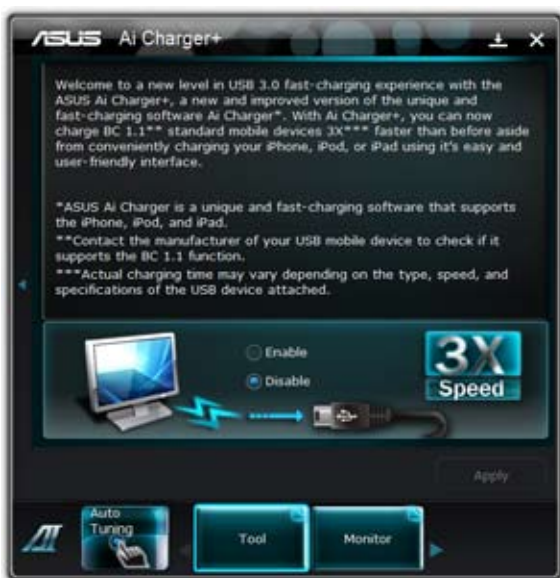 ASUS Ai Charger+
Welcome to a new level in USB 3.0 fast-charging experience with the
ASUS Ai Charger+, a new and improved version of the unique and
fast-charging software Ai Charger*. With Ai Charger+, you can now
charge BC 1.1** standard mobile devices 3X*** faster than before aside
from conveniently charging your iPhone, iPod, or iPad using it's easy and
user-friendly interface.
*ASUS Ai Charger is a unique and fast-charging software that supports
the iPhone, iPod, and iPad.
**Contact the manufacturer of your USB mobile device to check if it
supports the BC 1.1 function.
***Actual charging time may vary depending on the type, speed, and
specifications of the USB device attached.
Enable
Disable
3X
Speed
Apply
Auto
Tuning
Tool
Monitor